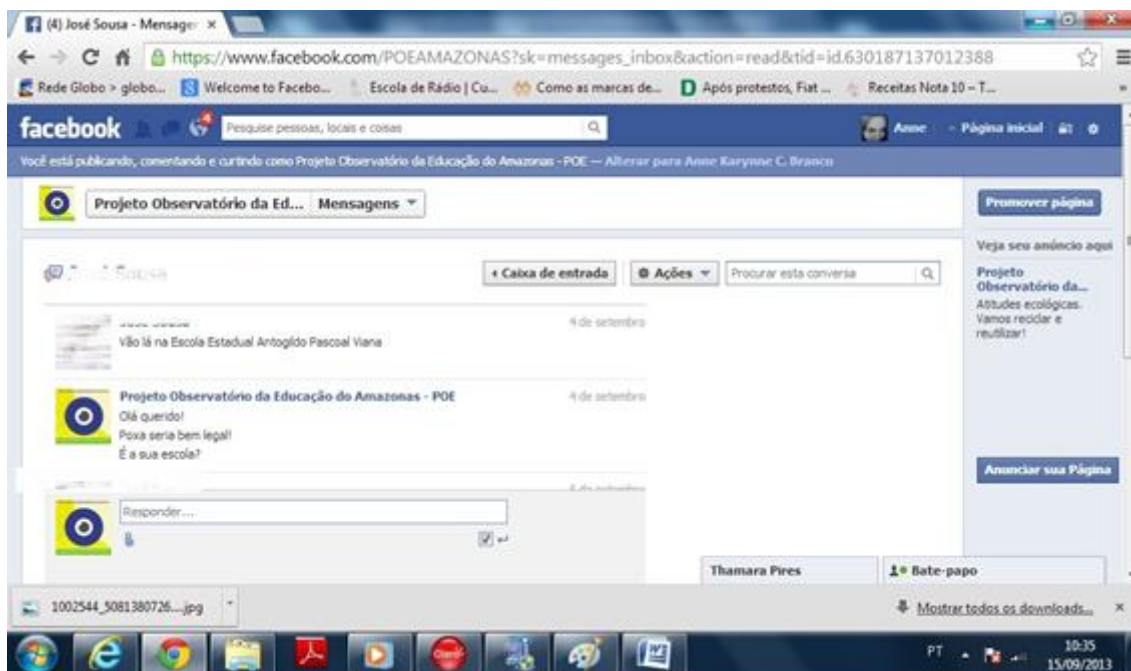 (4) José Sousa - Mensager
https://www.facebook.com/POEAMAZONAS?sk=messages_inbox&action=read&tid=id.630187137012388
Rede Globo > globo... Welcome to Facebo... Escola de Rádio | Cu... Como as marcas de... Após protestos, Fiat ... Receitas Nota 10 – T...
facebook 4 Pesquise pessoas, locais e coisas Anne Página inicial
Você está publicando, comentando e curtindo como Projeto Observatório da Educação do Amazonas - POE — Alterar para Anne Karynne C. Branco
Projeto Observatório da Ed... Mensagens
Promover página
Veja seu anúncio aqui
Sousa
Caixa de entrada Ações Procurar esta conversa
Projeto
Observatório da...
Atitudes ecológicas.
Vamos reciclar e
reutilizar!
4 de setembro
Vão lá na Escola Estadual Antogildo Pascoal Viana
Projeto Observatório da Educação do Amazonas - POE 4 de setembro
Olá querido!
Poxa seria bem legal!
É a sua escola?
Anunciar sua Página
Responder...
Thamara Pires Bate-papo
1002544_5081380726....jpg Mostrar todos os downloads...
Claro
PT 10:35
15/09/2013